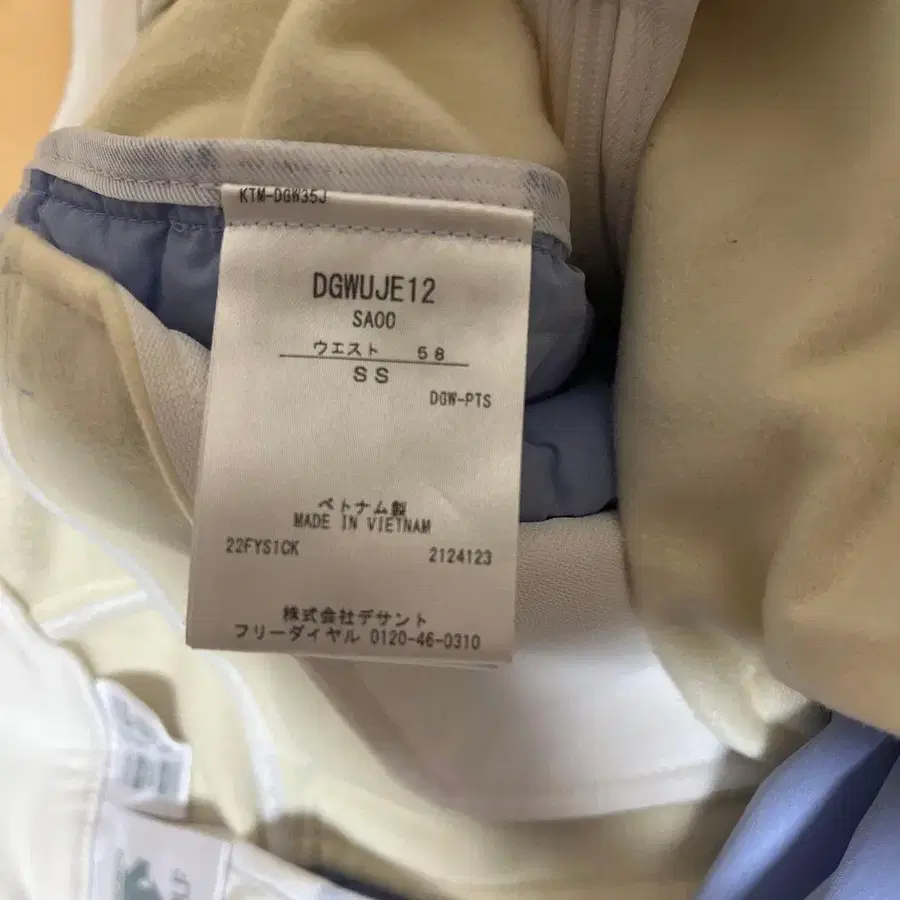 KTM-DGW35J
DGWUJE12
SA00
ウエスト 58
SS
DGW-PTS
ベトナム製
MADE IN VIETNAM
22FYS1CK 2124123
株式会社デサント
フリーダイヤル 0120-46-0310